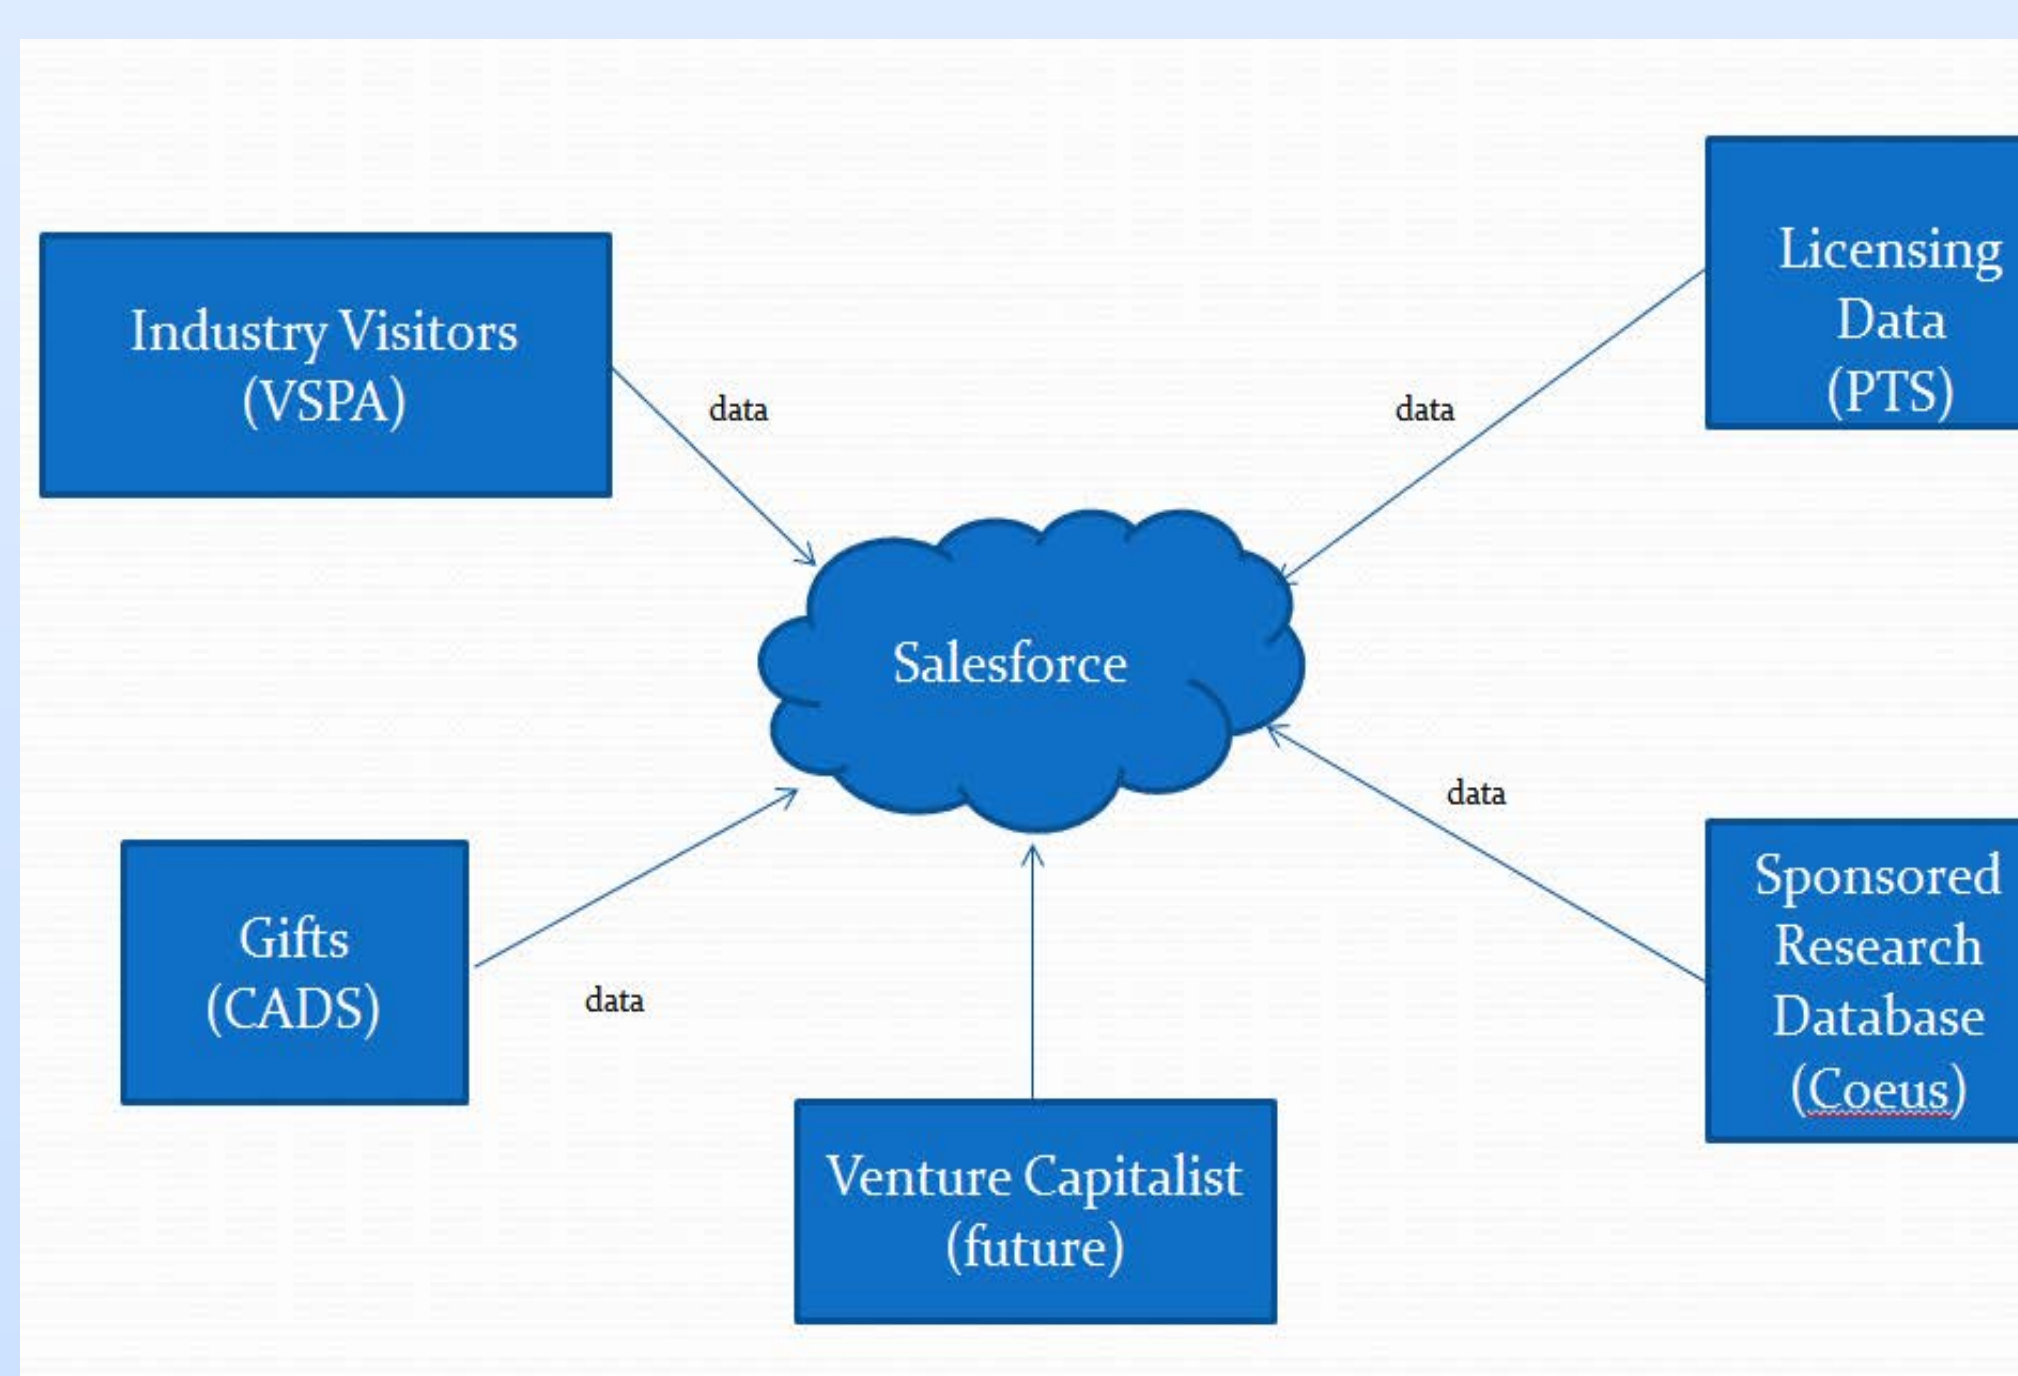 Industry Visitors
(VSPA)
data
Licensing
Data
(PTS)
data
Salesforce
Gifts
(CADS)
data
Venture Capitalist
(future)
data
Sponsored
Research
Database
(Coeus)